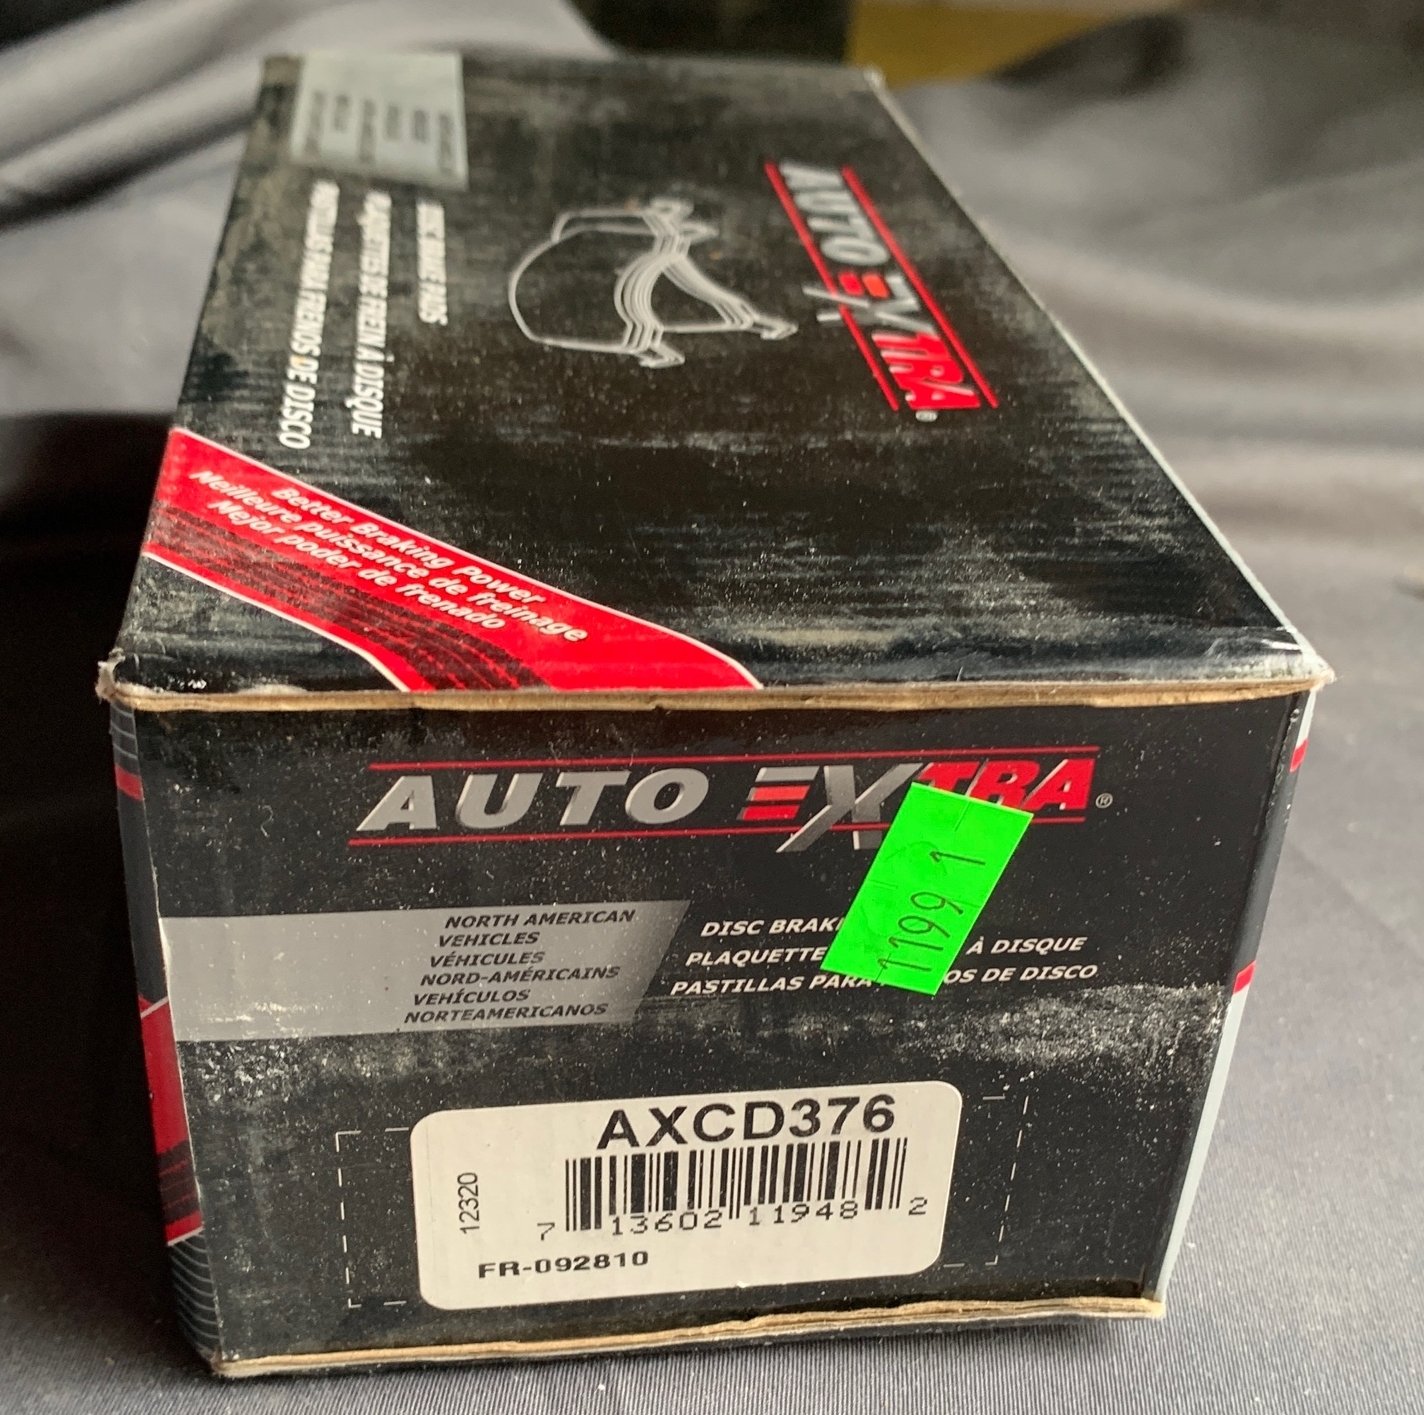 AUTO EXTRA®
DISC BRAKE PADS
PLAQUETTES DE FREIN À DISQUE
PASTILLAS PARA FRENOS DE DISCO
Better Braking Power
Meilleure puissance de freinage
Mejor poder de frenado
AUTO EXTRA®
NORTH AMERICAN
VEHICLES
VÉHICULES
NORD-AMÉRICAINS
VEHÍCULOS
NORTEAMERICANOS
DISC BRAK
PLAQUETTE À DISQUE
PASTILLAS PARA OS DE DISCO
1199 1
AXCD376
12320
7 13602 11948 2
FR-092810